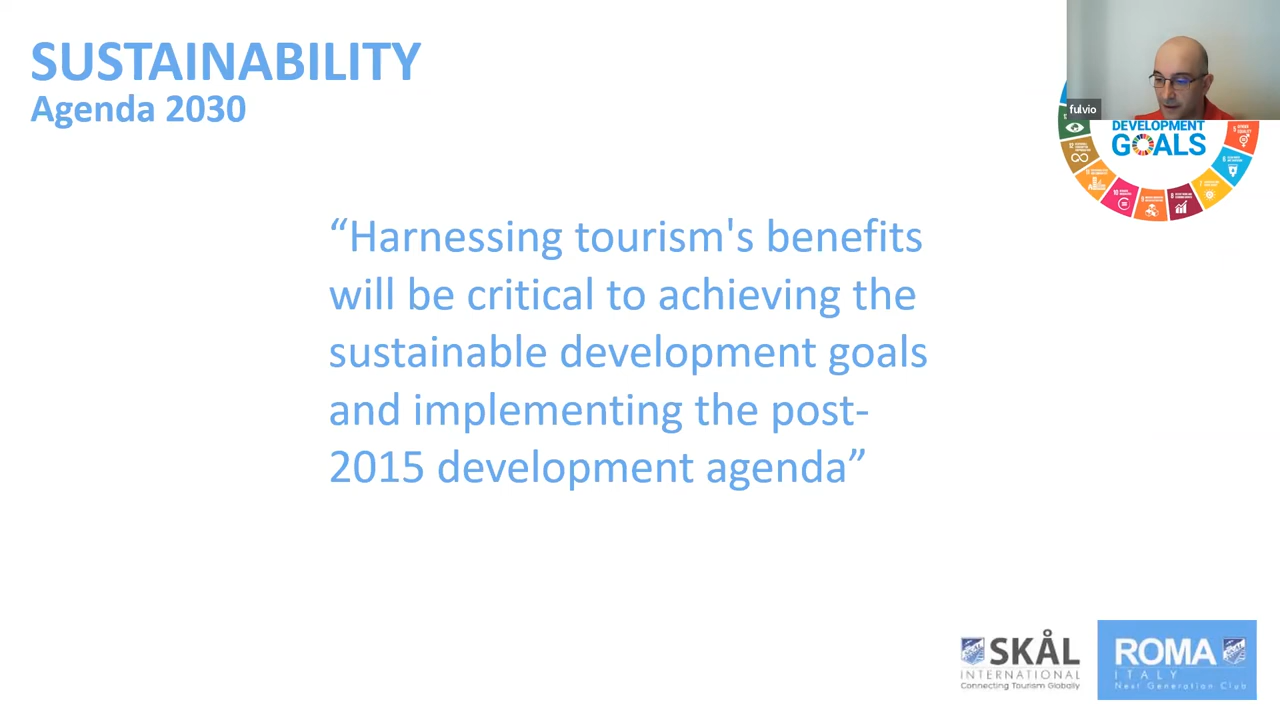 SUSTAINABILITY
Agenda 2030
fulvio
DEVELOPMENT
GOALS
“Harnessing tourism's benefits
will be critical to achieving the
sustainable development goals
and implementing the post-
2015 development agenda”
SKÅL
INTERNATIONAL
Connecting Tourism Globally
ROMA
ITALY
Next Generation Club